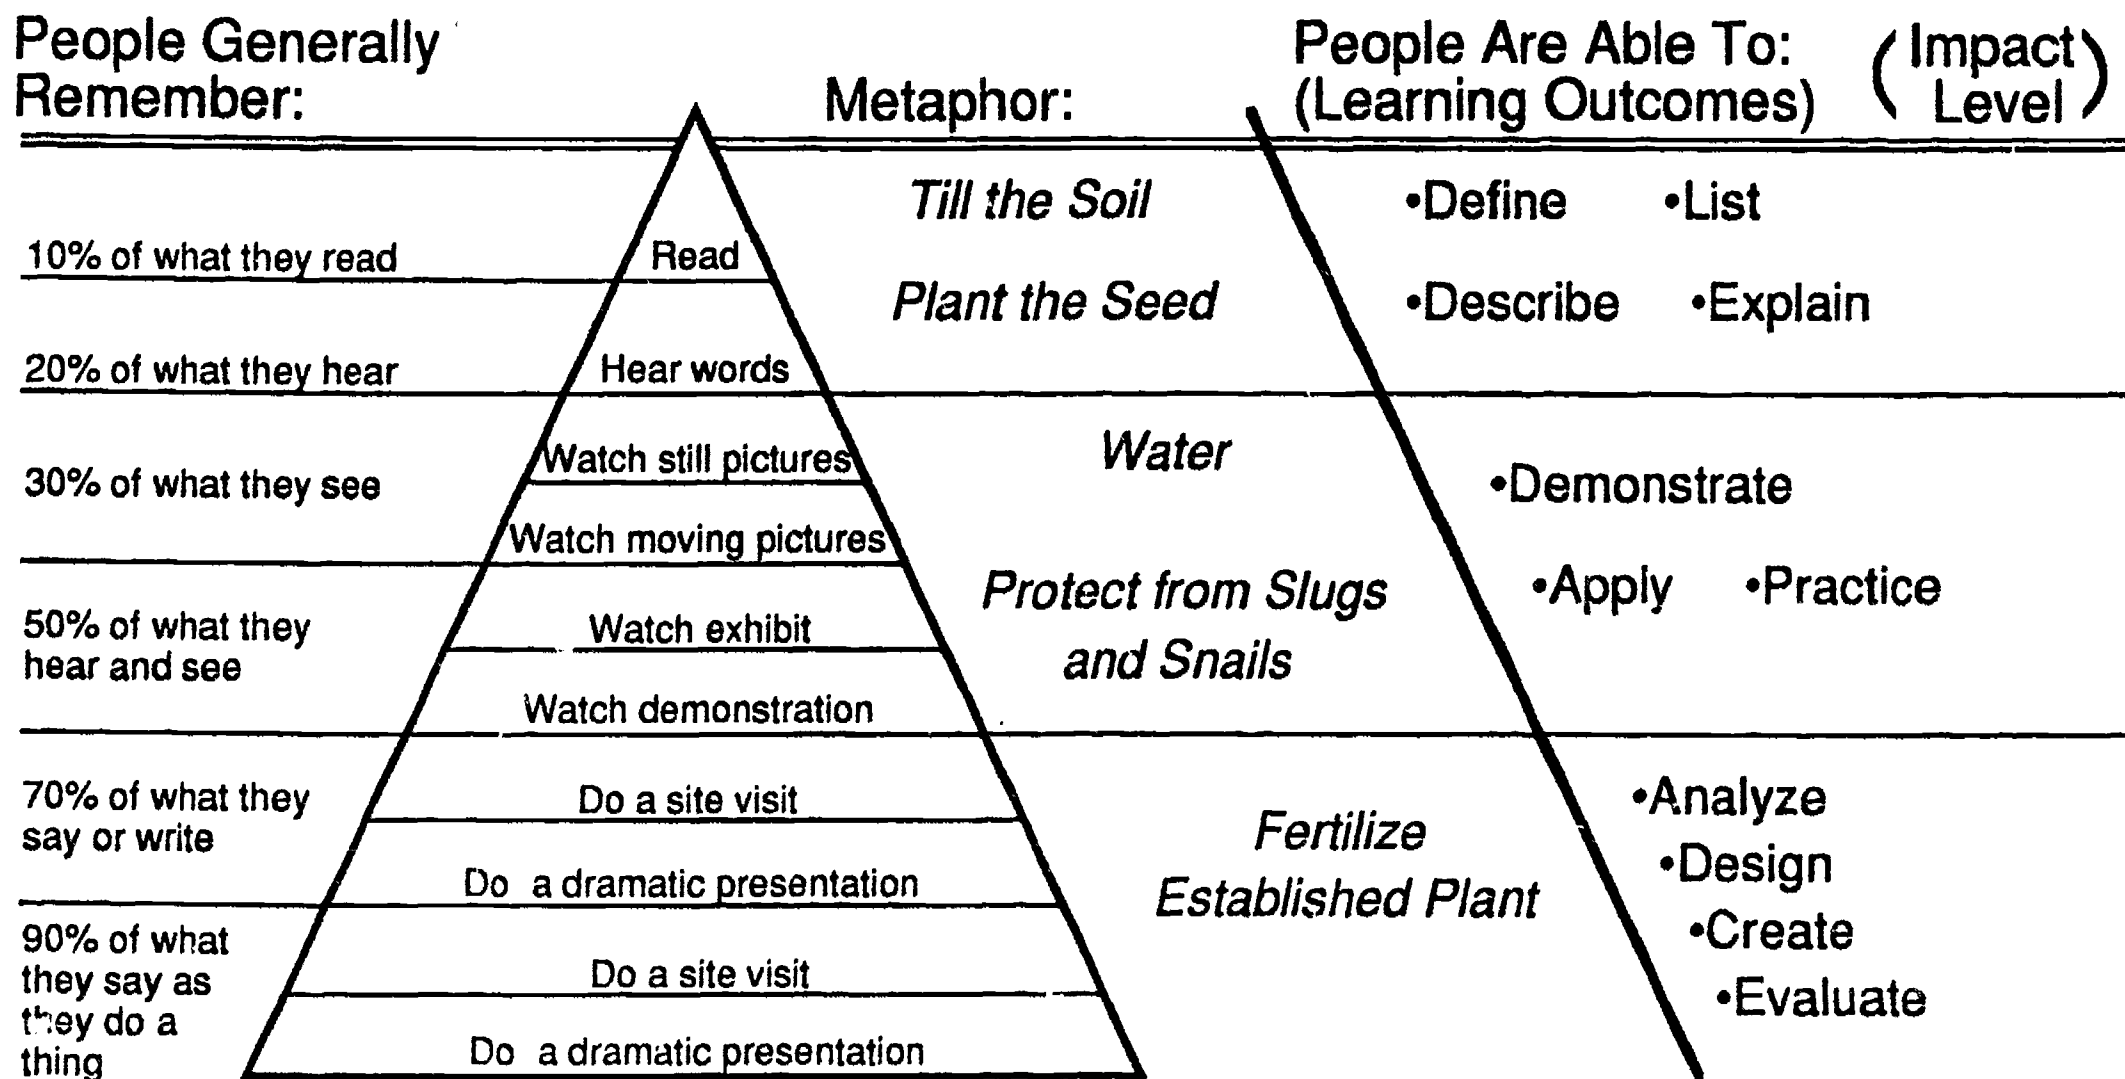 People Generally
Remember:
Metaphor:
People Are Able To:
(Learning Outcomes)
(Impact
Level)
10% of what they read
Read
Till the Soil
•Define •List
Plant the Seed
•Describe •Explain
20% of what they hear
Hear words
30% of what they see
Watch still pictures
Watch moving pictures
Water
•Demonstrate
50% of what they
hear and see
Watch exhibit
Watch demonstration
Protect from Slugs
and Snails
•Apply •Practice
70% of what they
say or write
Do a site visit
Do a dramatic presentation
90% of what
they say as
they do a
thing
Do a site visit
Do a dramatic presentation
Fertilize
Established Plant
•Analyze
•Design
•Create
•Evaluate